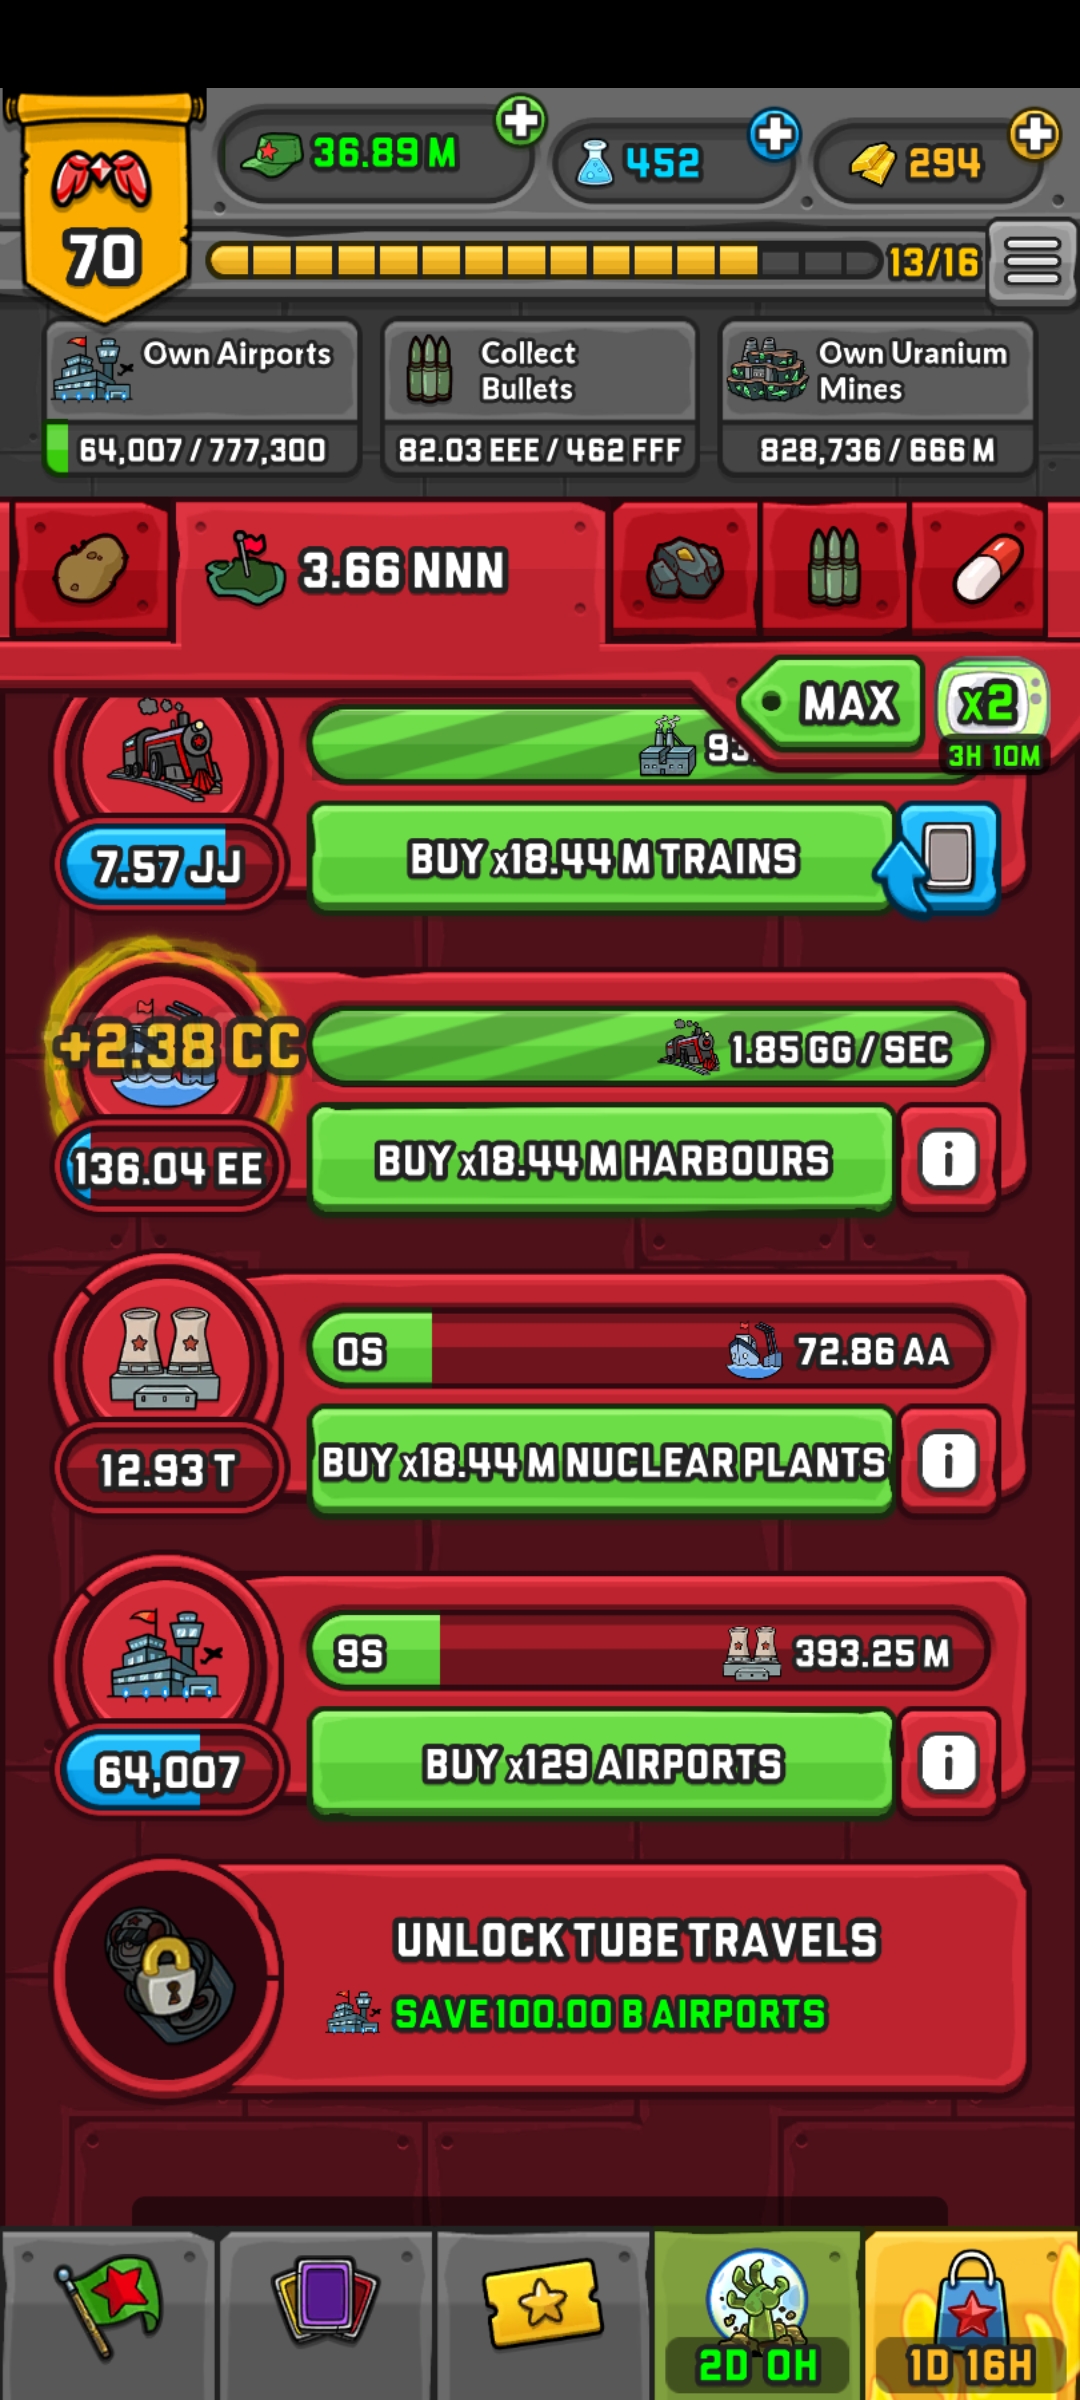 36.89 M
452
294
70
13/16
Own Airports
64,007 / 777,300
Collect
Bullets
82.03 EEE / 462 FFF
Own Uranium
Mines
828,736 / 666 M
3.66 NNN
MAX
x2
3H 10M
7.57 JJ
BUY x18.44 M TRAINS
+2.38 CC
1.85 GG / SEC
136.04 EE
BUY x18.44 M HARBOURS
i
0S
72.86 AA
12.93 T
BUY x18.44 M NUCLEAR PLANTS
i
9S
393.25 M
64,007
BUY x129 AIRPORTS
i
UNLOCK TUBE TRAVELS
SAVE 100.00 B AIRPORTS
2D 0H
1D 16H